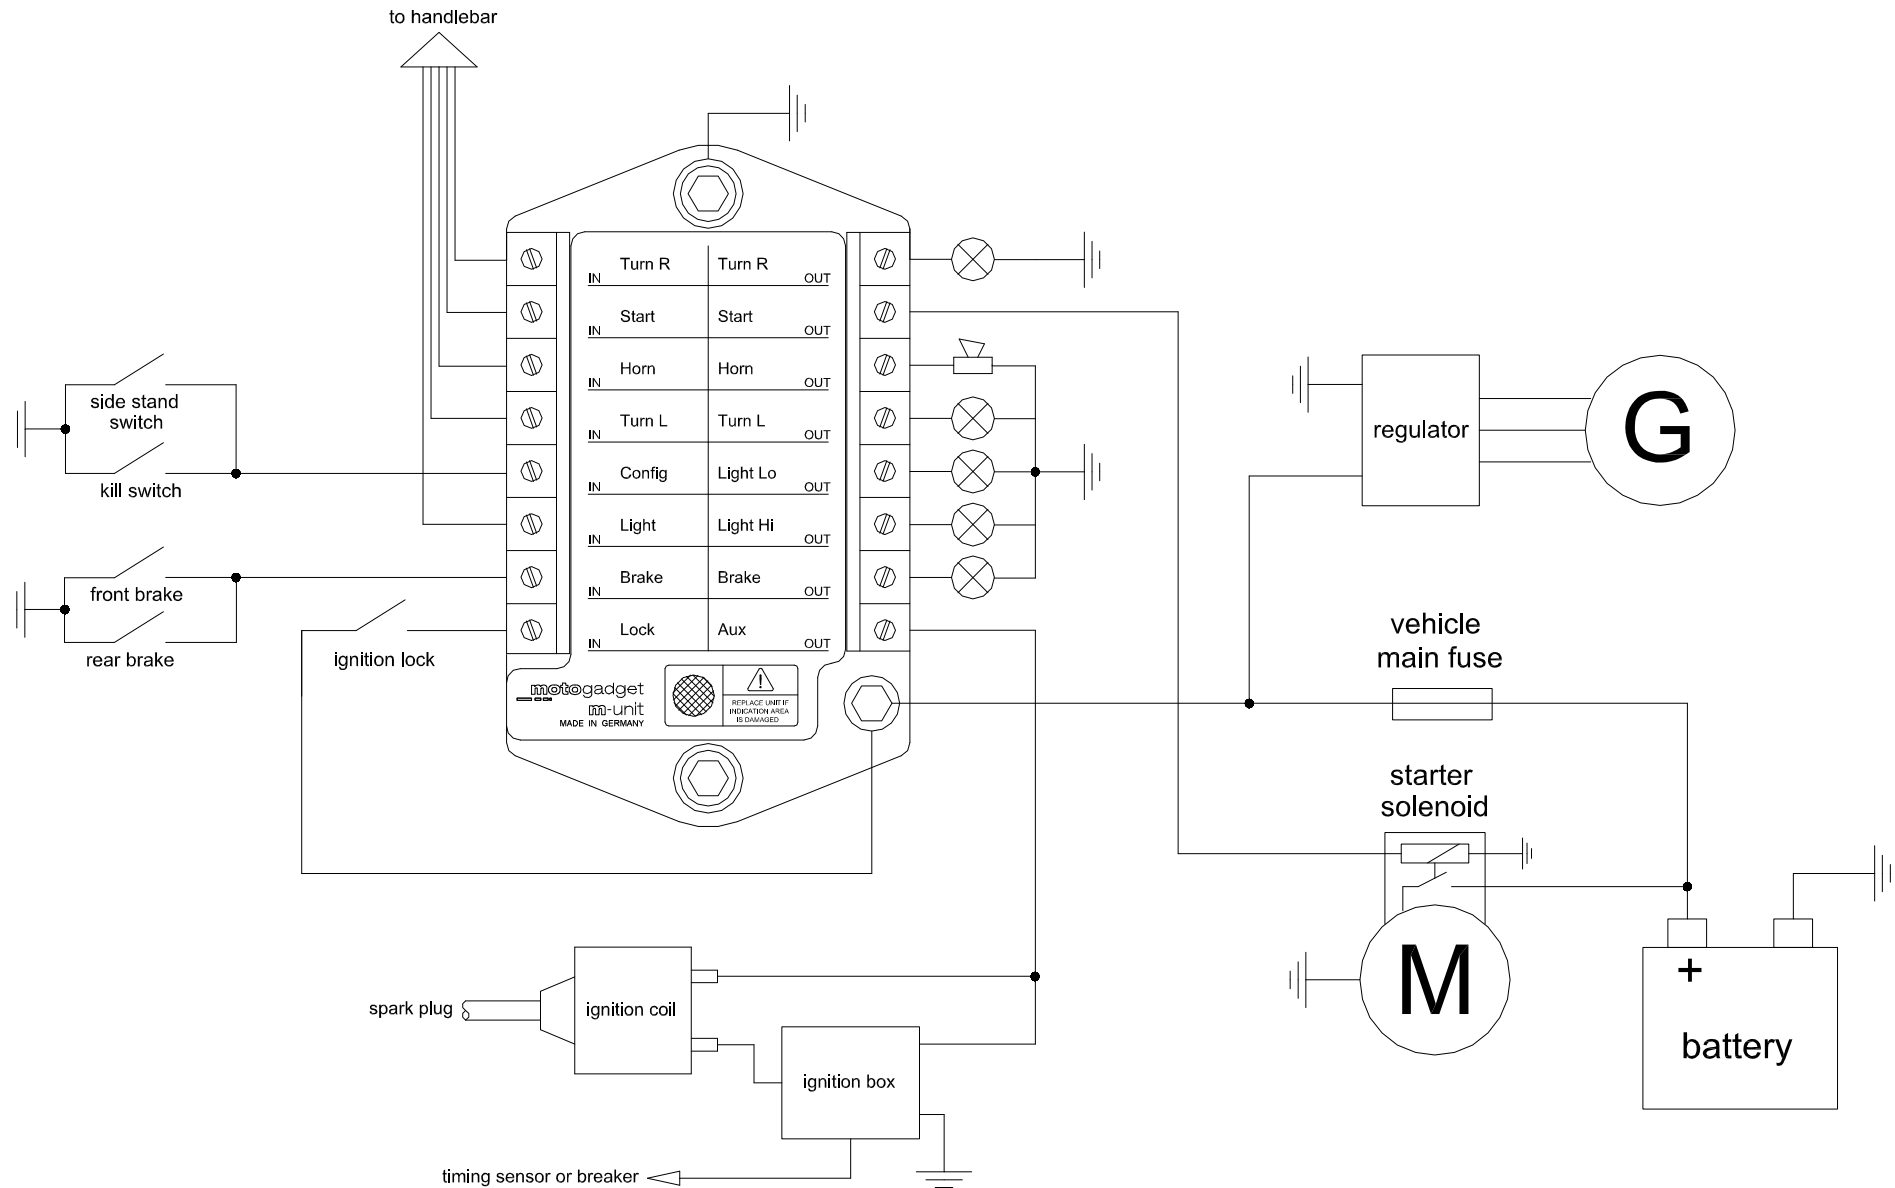 to handlebar
Turn R
Turn R
IN
OUT
Start
Start
IN
OUT
Horn
Horn
IN
OUT
Turn L
Turn L
IN
OUT
Config
Light Lo
IN
OUT
Light
Light Hi
IN
OUT
Brake
Brake
IN
OUT
Lock
Aux
IN
OUT
side stand
switch
kill switch
front brake
rear brake
ignition lock
motogadget
m-unit
MADE IN GERMANY
!
REPLACE UNIT IF
INDICATION AREA
IS DAMAGED
regulator
G
vehicle
main fuse
starter
solenoid
M
+
battery
spark plug
ignition coil
ignition box
timing sensor or breaker